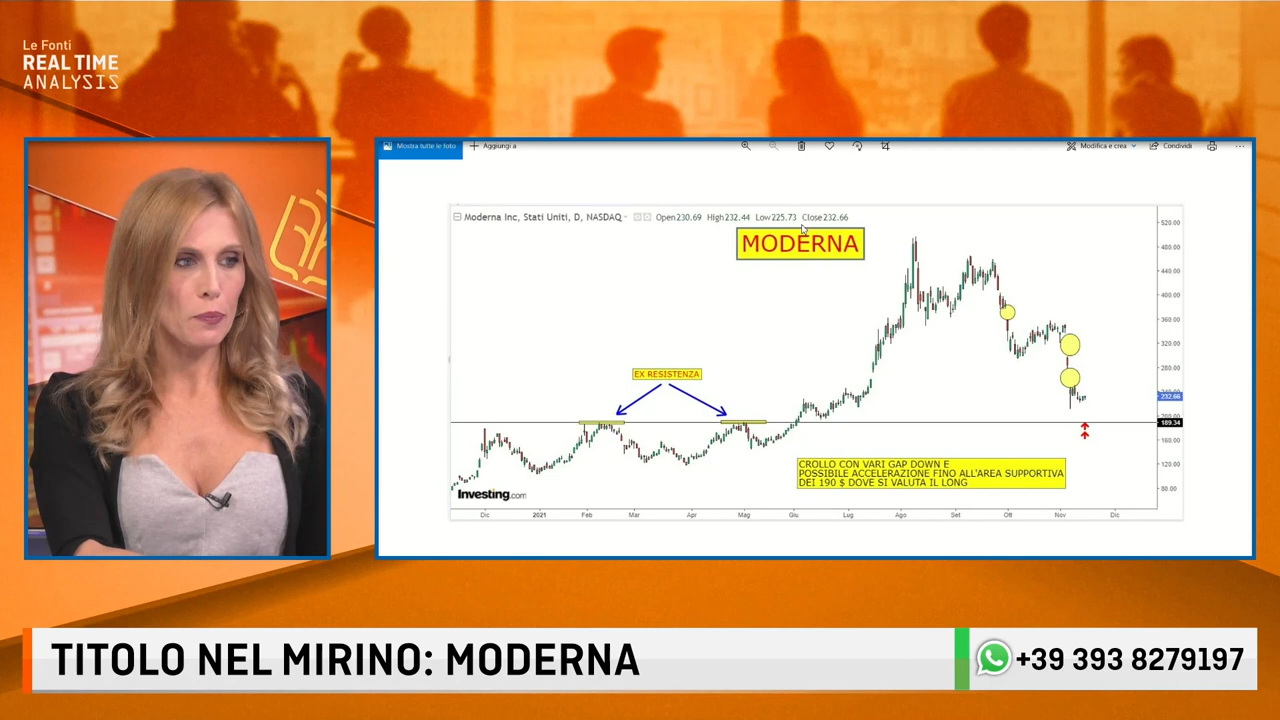 Le Fonti
REAL TIME
ANALYSIS
Mostra tutte le foto
Aggiungi a
Modifica e crea
Condividi
Moderna Inc, Stati Uniti, D, NASDAQ
Open 230.69 High 232.44 Low 225.73 Close 232.66
MODERNA
520.00
480.00
440.00
400.00
360.00
320.00
280.00
240.00
232.66
200.00
189.34
160.00
120.00
80.00
EX RESISTENZA
CROLLO CON VARI GAP DOWN E
POSSIBILE ACCELERAZIONE FINO ALL'AREA SUPPORTIVA
DEI 190 $ DOVE SI VALUTA IL LONG
Investing.com
Dic 2021 Feb Mar Apr Mag Giu Lug Ago Set Ott Nov Dic
TITOLO NEL MIRINO: MODERNA
+39 393 8279197